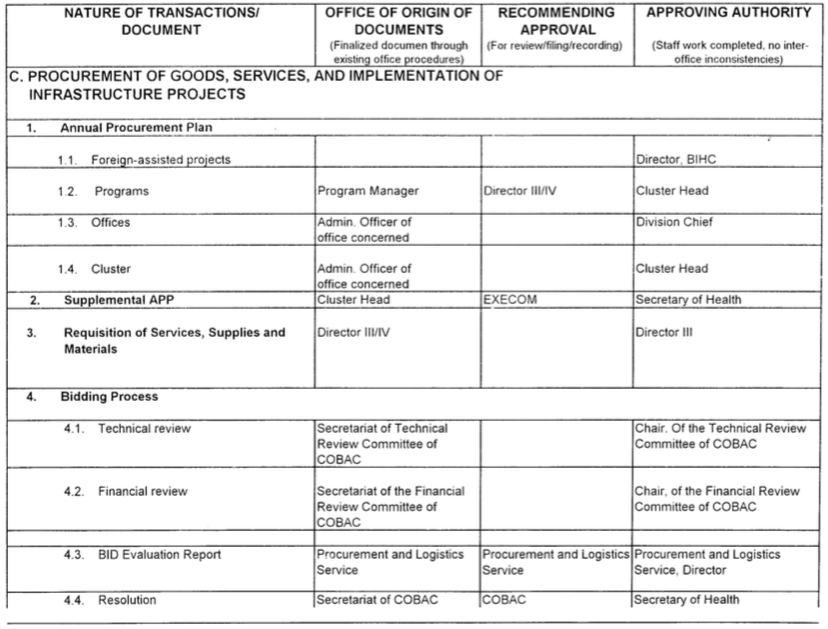 NATURE OF TRANSACTIONS/ OFFICE OF ORIGIN OF RECOMMENDING APPROVING AUTHORITY
DOCUMENT DOCUMENTS APPROVAL
(Finalized documen through (For review/filing/recording) (Staff work completed, no inter-
existing office procedures) office inconsistencies)
C. PROCUREMENT OF GOODS, SERVICES, AND IMPLEMENTATION OF
INFRASTRUCTURE PROJECTS
1. Annual Procurement Plan
1.1. Foreign-assisted projects Director, BIHC
1.2. Programs Program Manager Director III/IV Cluster Head
1.3. Offices Admin. Officer of Division Chief
office concerned
1.4. Cluster Admin. Officer of Cluster Head
office concerned
2. Supplemental APP Cluster Head EXECOM Secretary of Health
3. Requisition of Services, Supplies and Director III/IV Director III
Materials
4. Bidding Process
4.1. Technical review Secretariat of Technical Chair. Of the Technical Review
Review Committee of Committee of COBAC
COBAC
4.2. Financial review Secretariat of the Financial Chair, of the Financial Review
Review Committee of Committee of COBAC
COBAC
4.3. BID Evaluation Report Procurement and Logistics Procurement and Logistics Procurement and Logistics
Service Service Service, Director
4.4. Resolution Secretariat of COBAC COBAC Secretary of Health